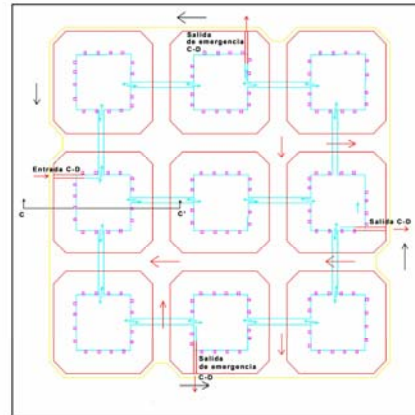 Salida
de emergencia
C-D
Entrada C-D
C
C'
Salida C-D
Salida
de emergencia
C-D